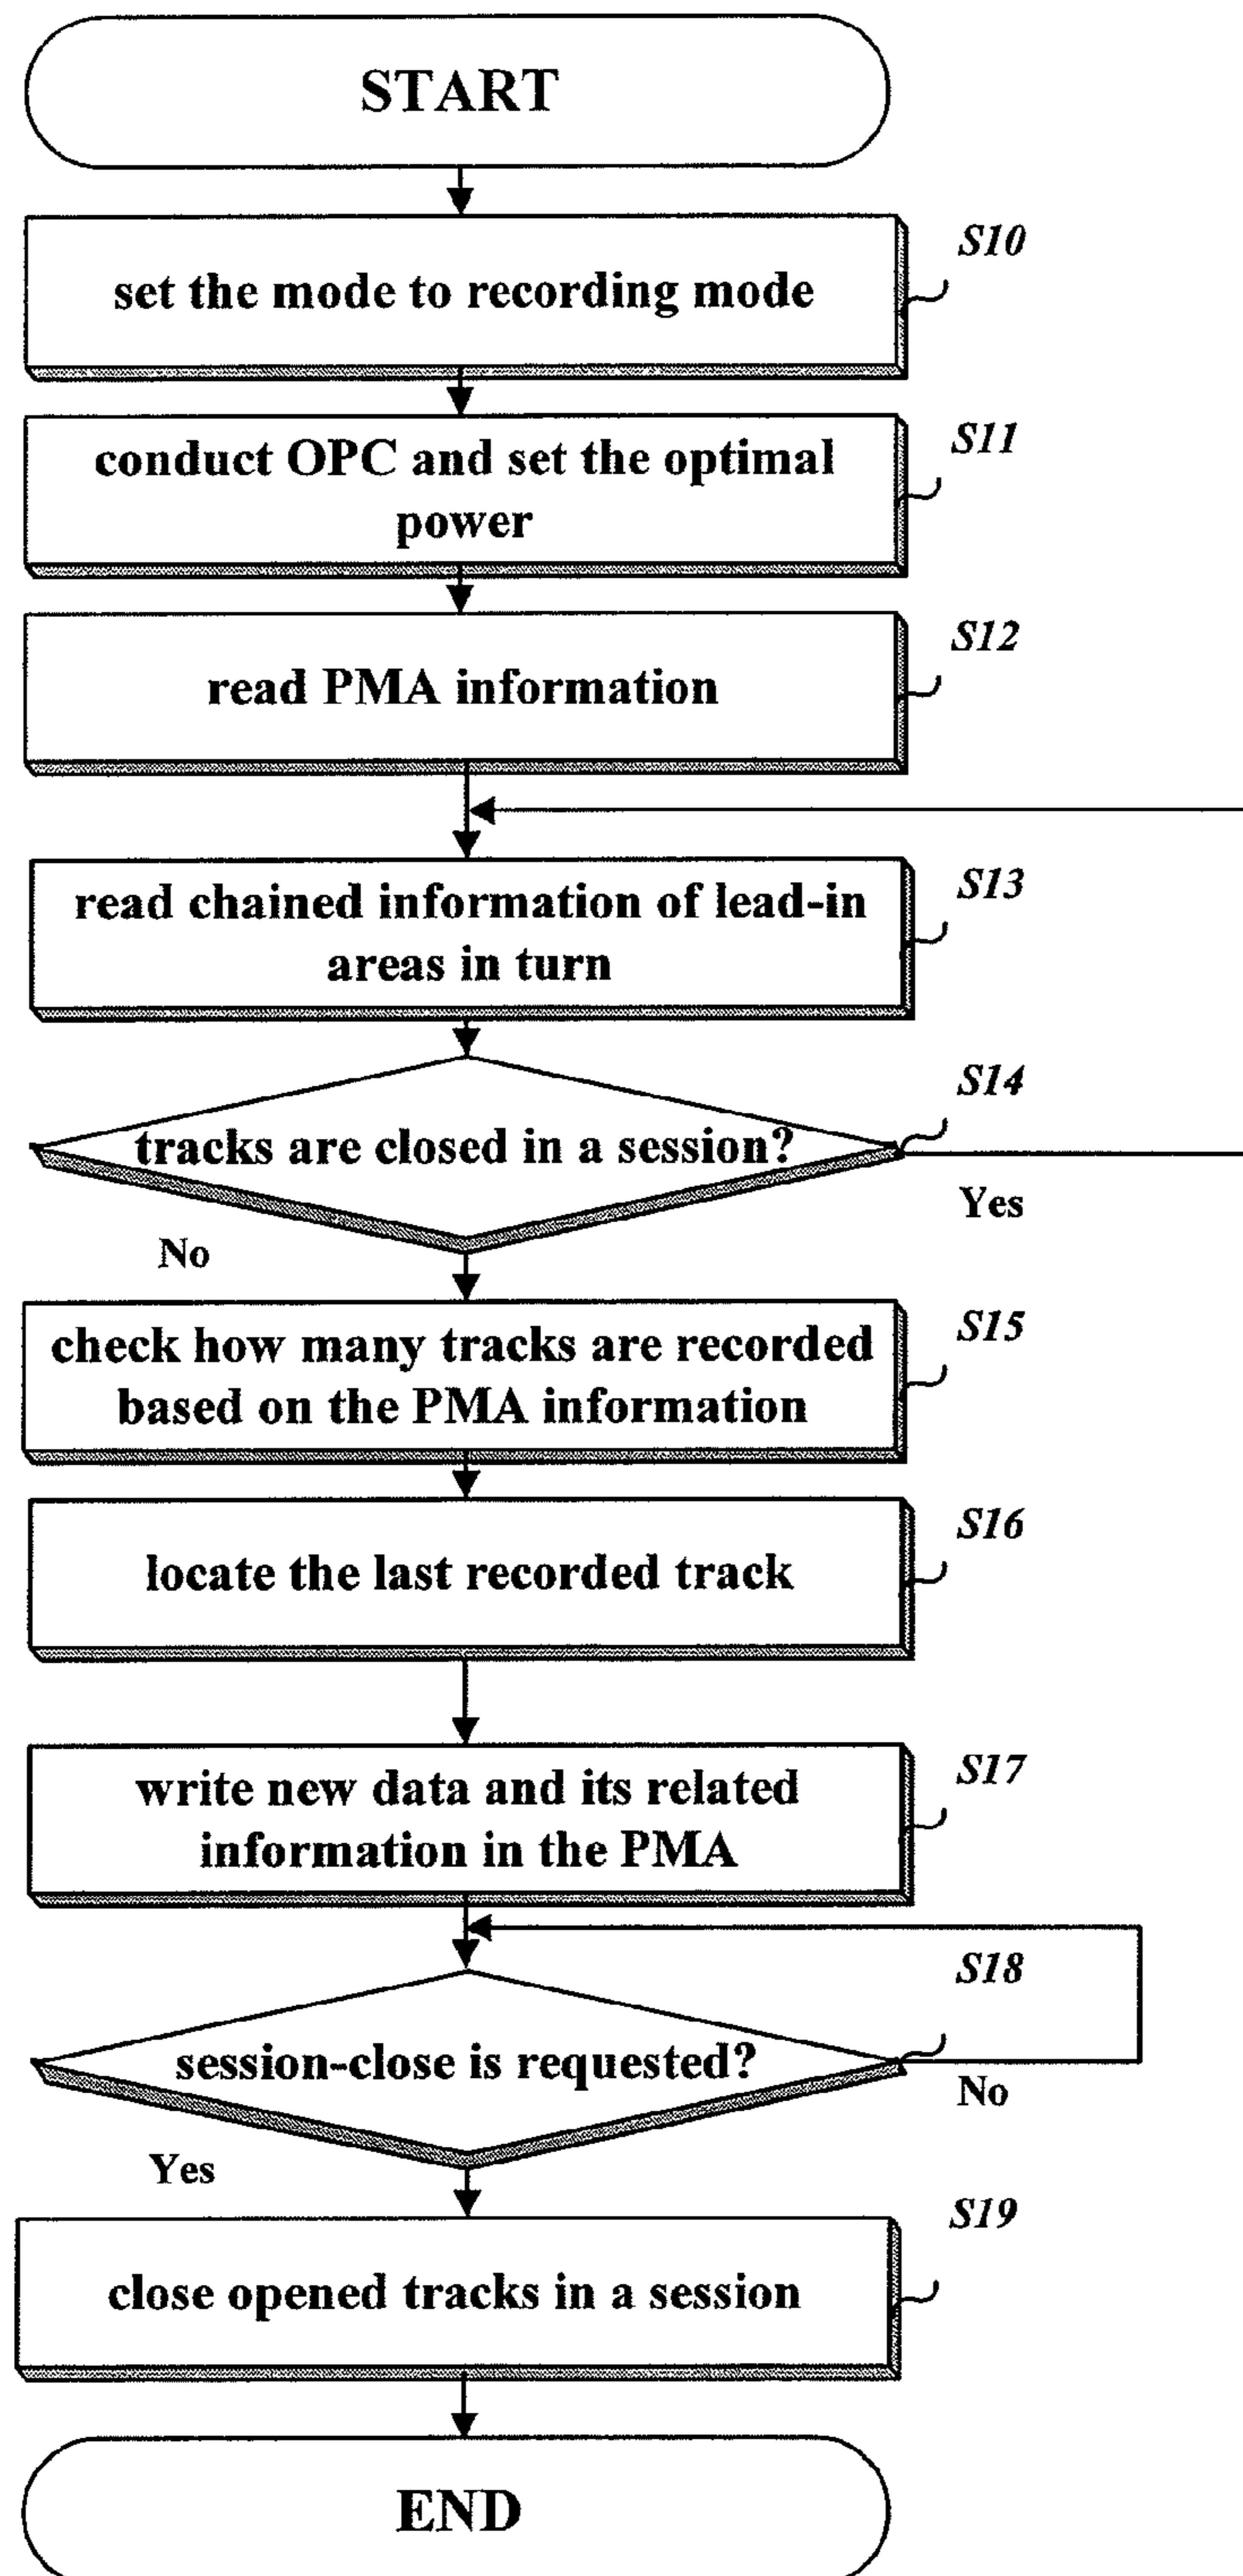 START
S10
set the mode to recording mode
S11
conduct OPC and set the optimal
power
S12
read PMA information
S13
read chained information of lead-in
areas in turn
S14
tracks are closed in a session?
Yes
No
S15
check how many tracks are recorded
based on the PMA information
S16
locate the last recorded track
S17
write new data and its related
information in the PMA
S18
session-close is requested?
No
Yes
S19
close opened tracks in a session
END